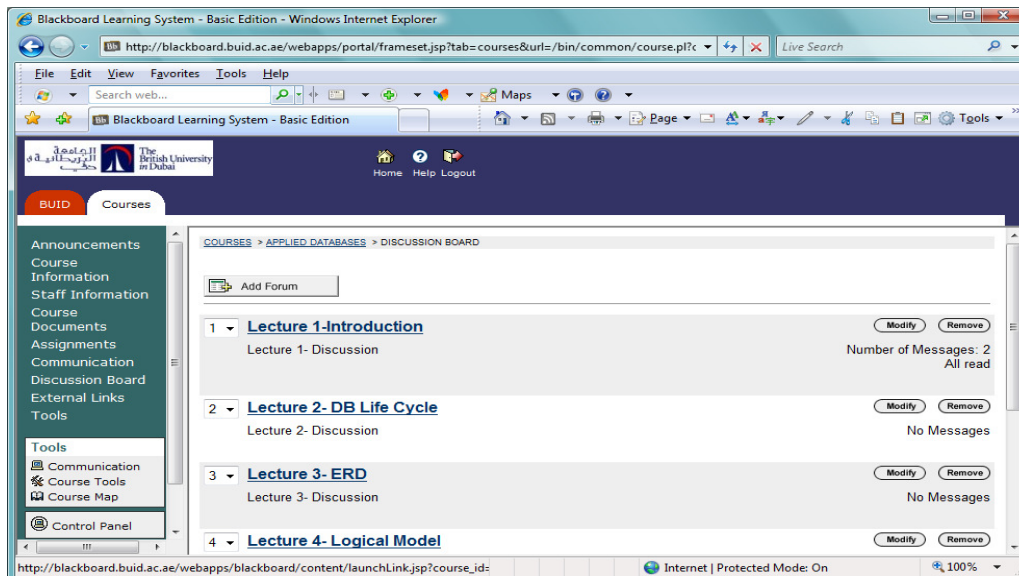 Blackboard Learning System - Basic Edition - Windows Internet Explorer
http://blackboard.buid.ac.ae/webapps/portal/frameset.jsp?tab=courses&url=/bin/common/course.pl?c
Live Search
File Edit View Favorites Tools Help
Search web...
Maps
Blackboard Learning System - Basic Edition
Page
Tools
The
British University
in Dubai
Home Help Logout
BUID
Courses
Announcements
Course
Information
Staff Information
Course
Documents
Assignments
Communication
Discussion Board
External Links
Tools
Tools
Communication
Course Tools
Course Map
Control Panel
COURSES > APPLIED DATABASES > DISCUSSION BOARD
Add Forum
1 Lecture 1-Introduction Modify Remove
Lecture 1- Discussion Number of Messages: 2
All read
2 Lecture 2- DB Life Cycle Modify Remove
Lecture 2- Discussion No Messages
3 Lecture 3- ERD Modify Remove
Lecture 3- Discussion No Messages
4 Lecture 4- Logical Model Modify Remove
http://blackboard.buid.ac.ae/webapps/blackboard/content/launchLink.jsp?course_id=
Internet | Protected Mode: On
100%